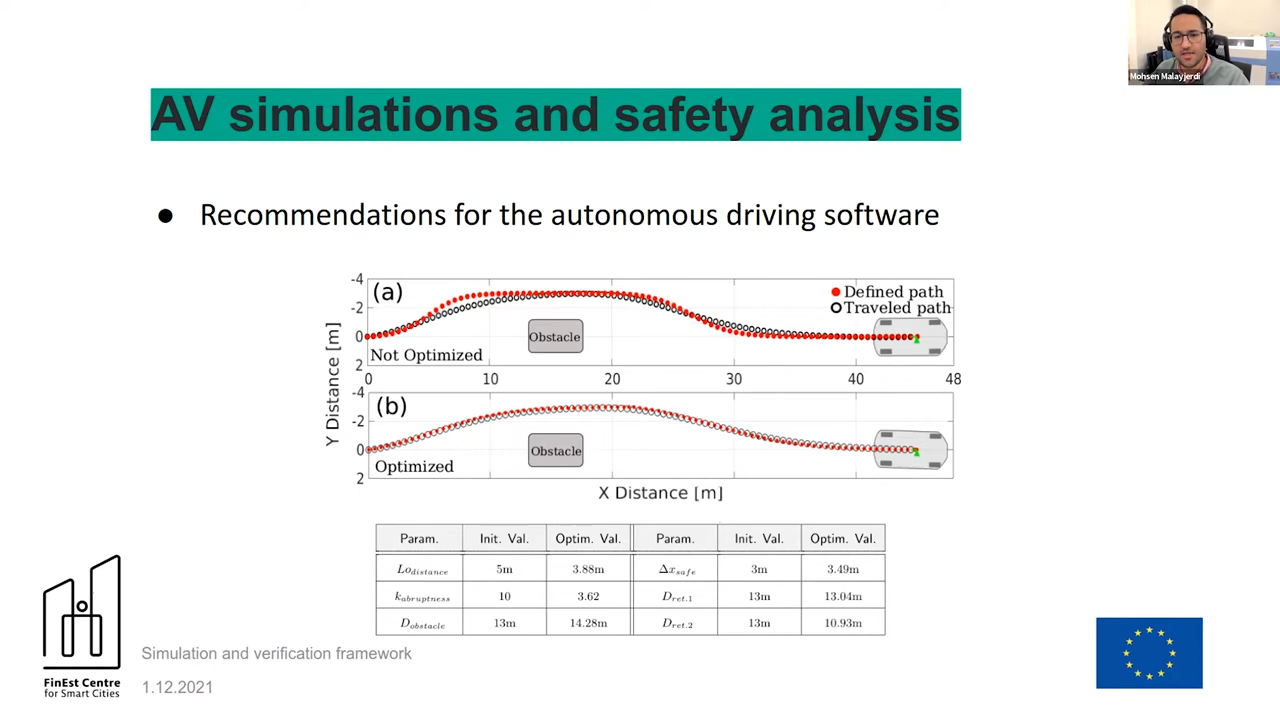 Mohsen Malayjerdi
AV simulations and safety analysis
● Recommendations for the autonomous driving software
-4
-2
0
2
(a)
Defined path
Traveled path
Obstacle
Not Optimized
0 10 20 30 40 48
-4
-2
0
2
(b)
Obstacle
Optimized
Y Distance [m]
X Distance [m]
Param. Init. Val. Optim. Val. Param. Init. Val. Optim. Val.
Lo_distance 5m 3.88m Δx_safe 3m 3.49m
k_abruptness 10 3.62 D_ret.1 13m 13.04m
D_obstacle 13m 14.28m D_ret.2 13m 10.93m
FinEst Centre
for Smart Cities
Simulation and verification framework
1.12.2021